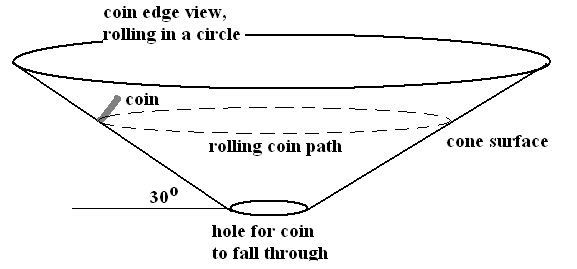 coin edge view,
rolling in a circle
coin
rolling coin path
cone surface
30⁰
hole for coin
to fall through